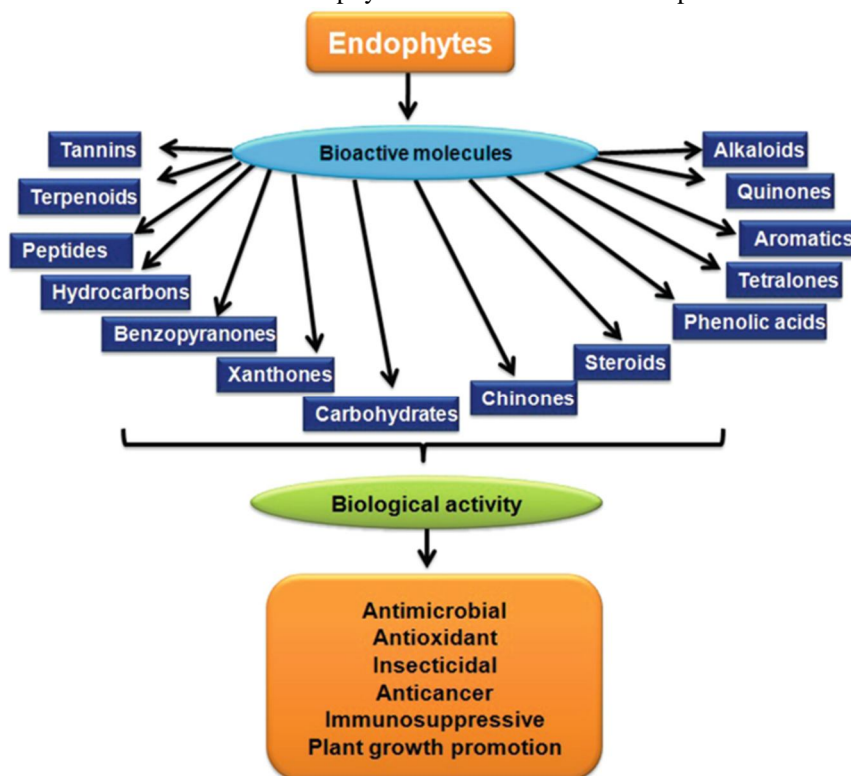 Endophytes
Bioactive molecules
Tannins
Terpenoids
Peptides
Hydrocarbons
Benzopyranones
Xanthones
Carbohydrates
Chinones
Steroids
Phenolic acids
Tetralones
Aromatics
Quinones
Alkaloids
Biological activity
Antimicrobial
Antioxidant
Insecticidal
Anticancer
Immunosuppressive
Plant growth promotion